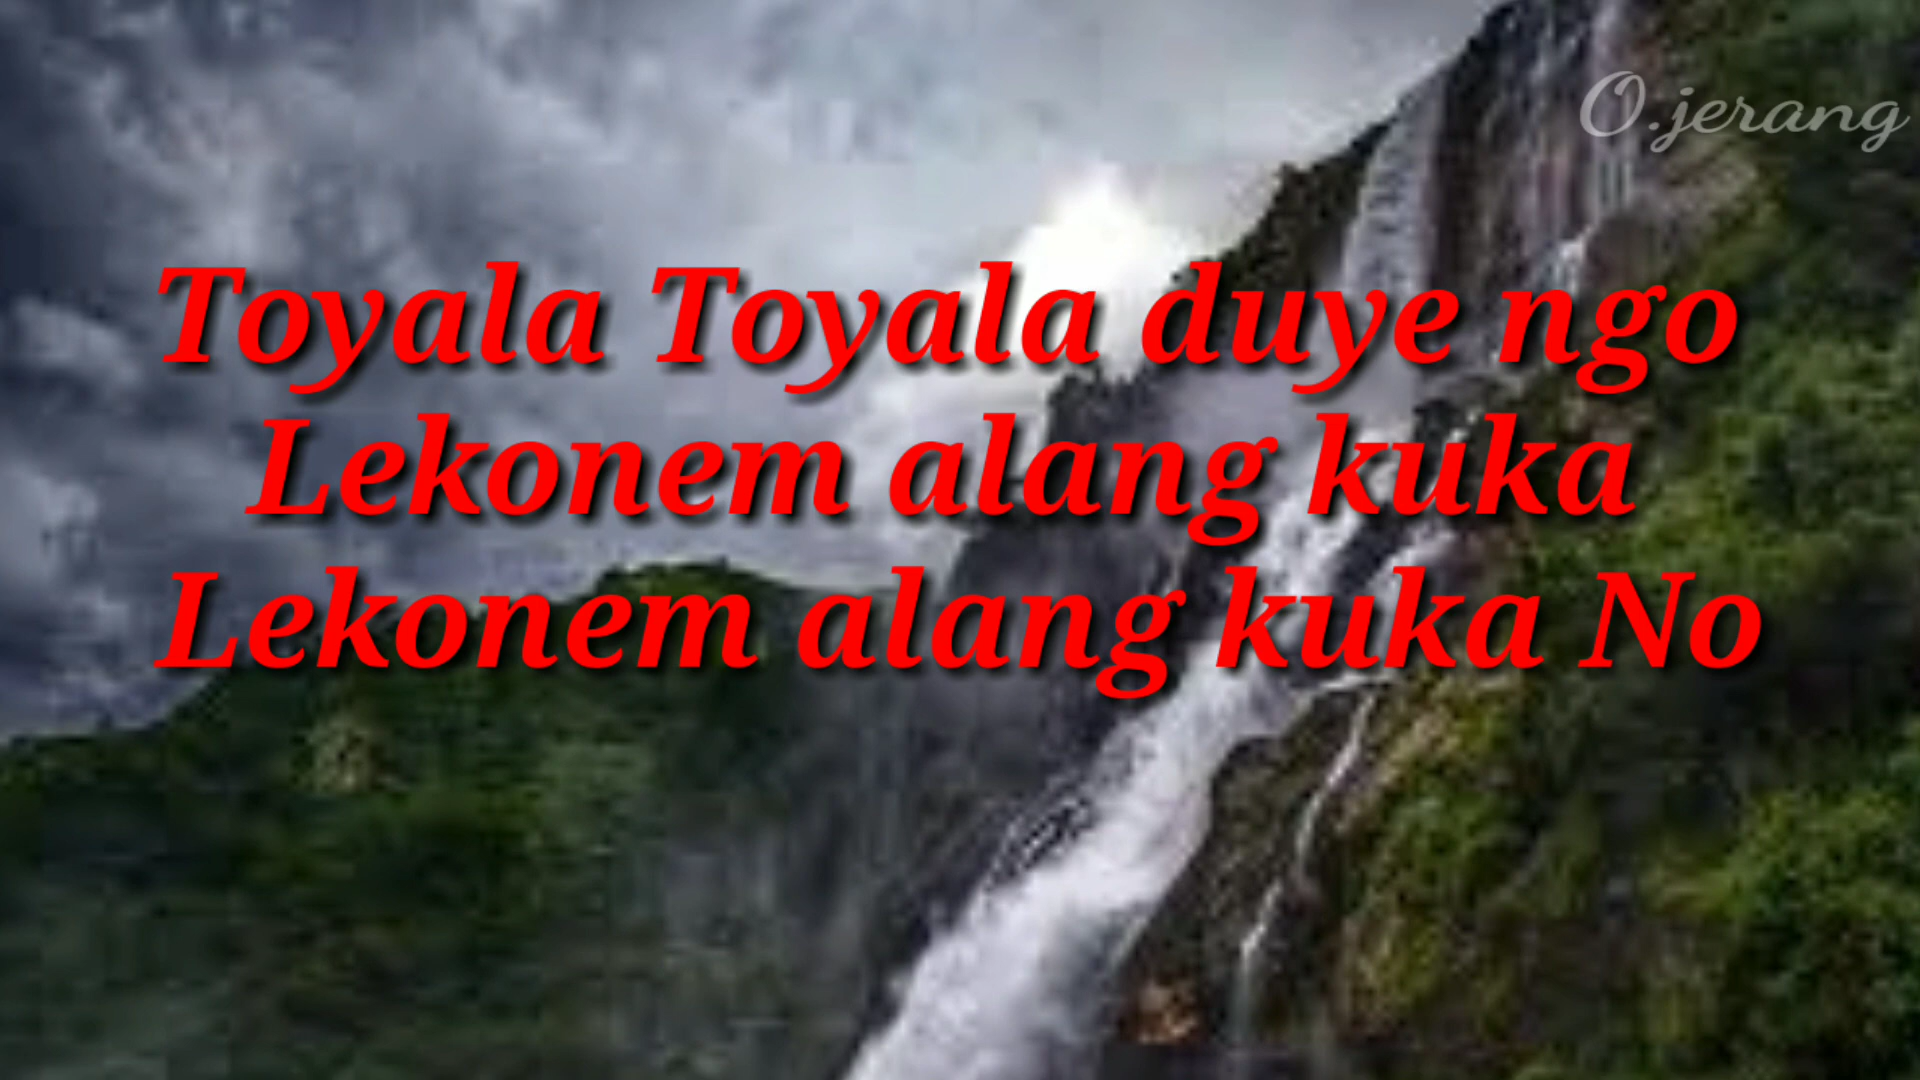 O.jerang
Toyala Toyala duye ngo
Lekonem alang kuka
Lekonem alang kuka No